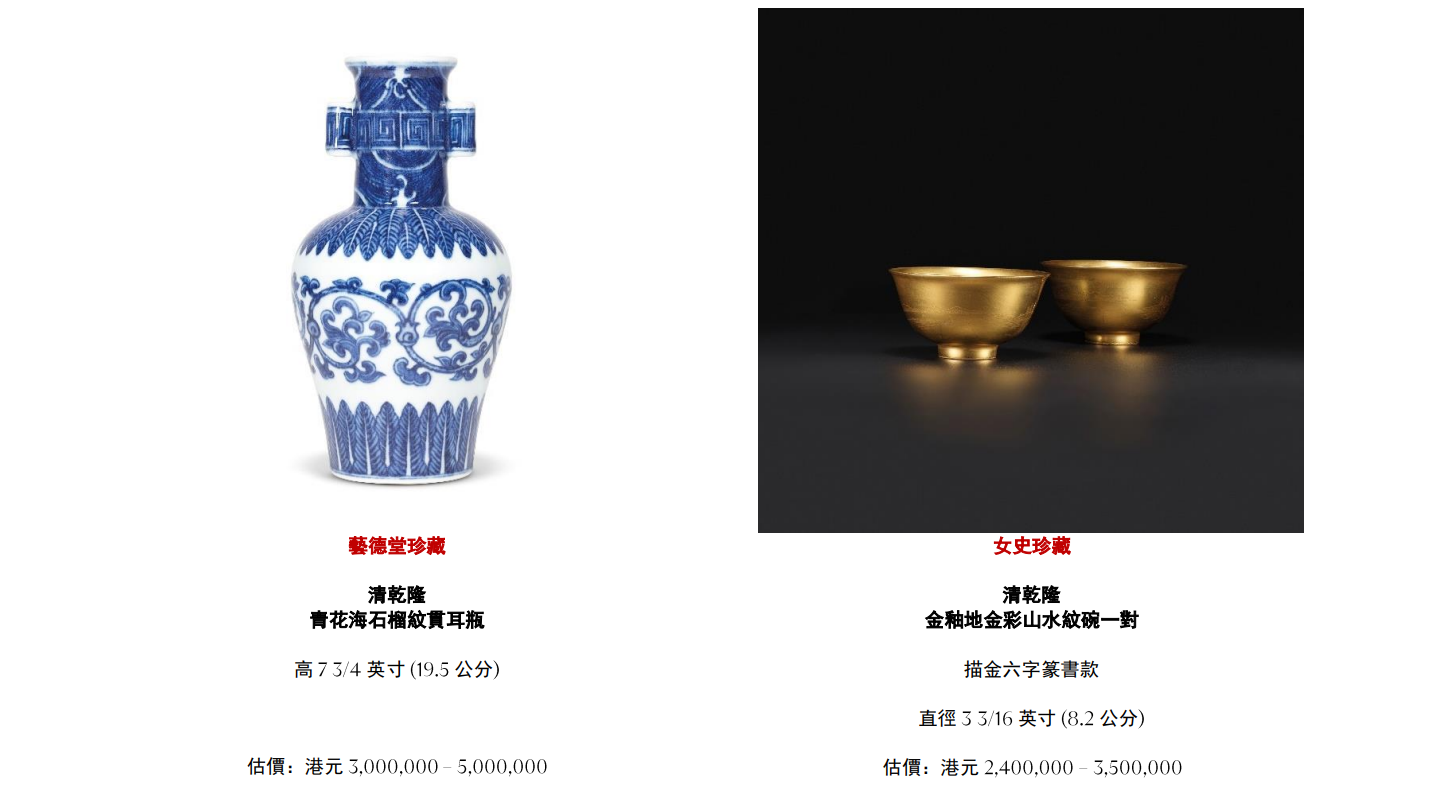 藝德堂珍藏
清乾隆
青花海石榴紋貫耳瓶
高 7 3/4 英寸 (19.5 公分)
估價：港元 3,000,000 – 5,000,000
女史珍藏
清乾隆
金釉地金彩山水紋碗一對
描金六字篆書款
直徑 3 3/16 英寸 (8.2 公分)
估價：港元 2,400,000 – 3,500,000